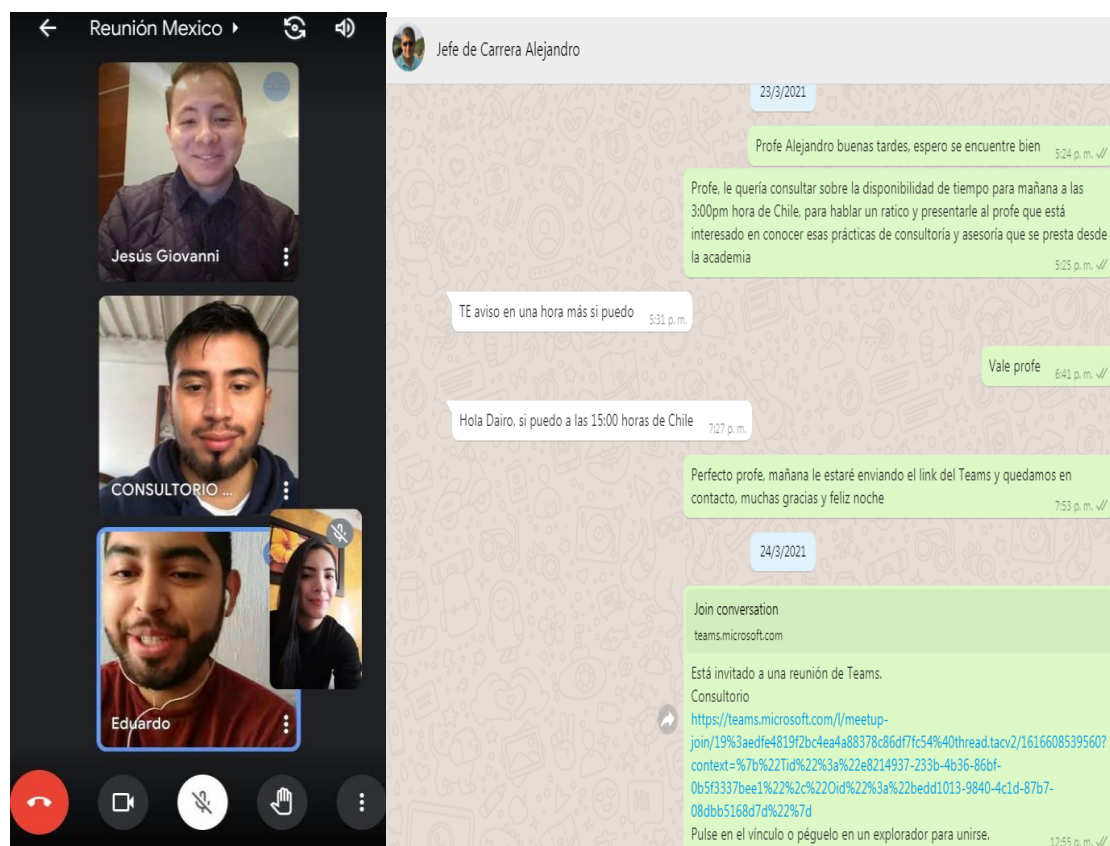 Reunión Mexico
Jesús Giovanni
CONSULTORIO ...
Eduardo
Jefe de Carrera Alejandro
23/3/2021
Profe Alejandro buenas tardes, espero se encuentre bien
5:24 p. m.
Profe, le quería consultar sobre la disponibilidad de tiempo para mañana a las
3:00pm hora de Chile, para hablar un ratico y presentarle al profe que está
interesado en conocer esas prácticas de consultoría y asesoría que se presta desde
la academia
5:25 p. m.
TE aviso en una hora más si puedo
5:31 p. m.
Vale profe
6:41 p. m.
Hola Dairo, si puedo a las 15:00 horas de Chile
7:27 p. m.
Perfecto profe, mañana le estaré enviando el link del Teams y quedamos en
contacto, muchas gracias y feliz noche
7:53 p. m.
24/3/2021
Join conversation
teams.microsoft.com
Está invitado a una reunión de Teams.
Consultorio
https://teams.microsoft.com/l/meetup-
join/19%3aedfe4819f2bc4ea4a88378c86df7fc54%40thread.tacv2/1616608539560?
context=%7b%22Tid%22%3a%22e8214937-233b-4b36-86bf-
0b5f3337bee1%22%2c%22Oid%22%3a%22bedd1013-9840-4c1d-87b7-
08dbb5168d7d%22%7d
Pulse en el vínculo o péguelo en un explorador para unirse.
12:55 p. m.